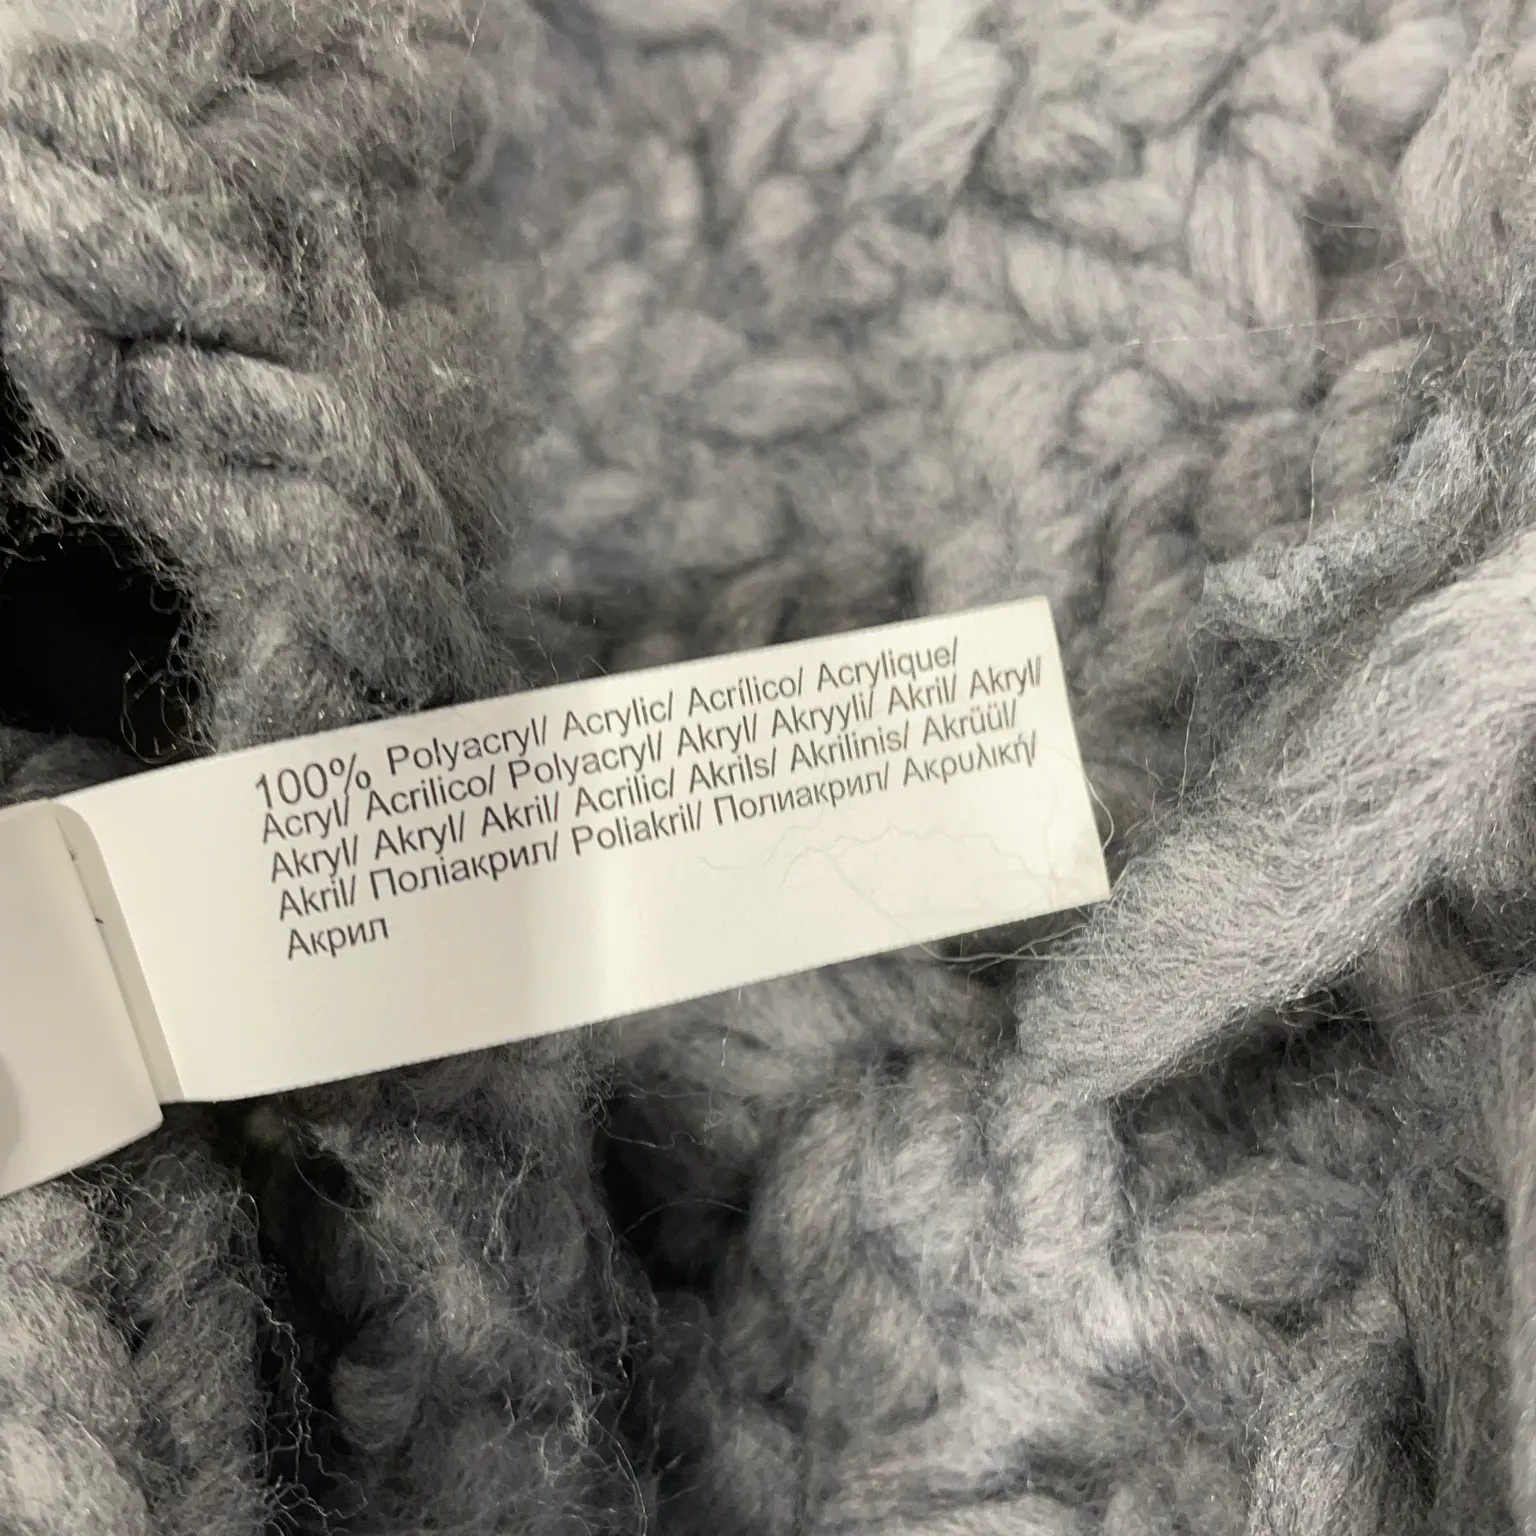 100% Polyacryl/ Acrylic/ Acrílico/ Acrylique/
Acryl/ Acrilico/ Polyacryl/ Akryl/ Akryyli/ Akril/ Akryl/
Akryl/ Akryl/ Akril/ Acrilic/ Akrils/ Akrilinis/ Akrüül/
Akril/ Поліакрил/ Poliakril/ Полиакрил/ Ακρυλική/
Акрил